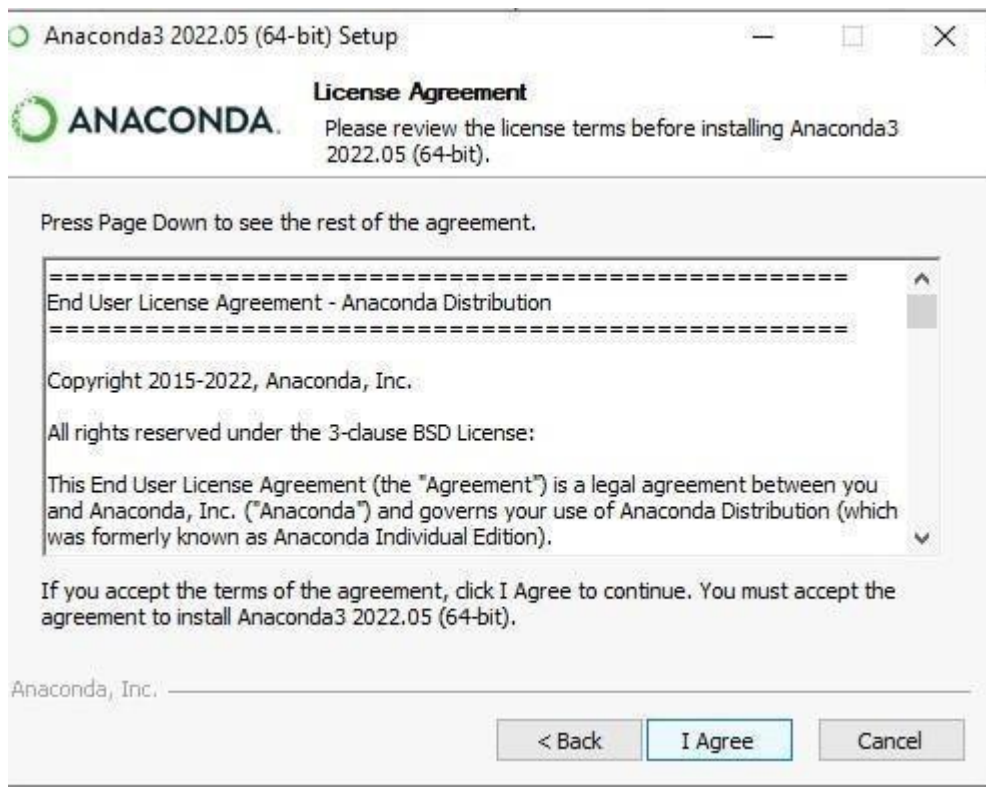 Anaconda3 2022.05 (64-bit) Setup
ANACONDA.
License Agreement
Please review the license terms before installing Anaconda3
2022.05 (64-bit).
Press Page Down to see the rest of the agreement.
==================================================
End User License Agreement - Anaconda Distribution
==================================================
Copyright 2015-2022, Anaconda, Inc.
All rights reserved under the 3-clause BSD License:
This End User License Agreement (the "Agreement") is a legal agreement between you
and Anaconda, Inc. ("Anaconda") and governs your use of Anaconda Distribution (which
was formerly known as Anaconda Individual Edition).
If you accept the terms of the agreement, click I Agree to continue. You must accept the
agreement to install Anaconda3 2022.05 (64-bit).
Anaconda, Inc.
< Back
I Agree
Cancel